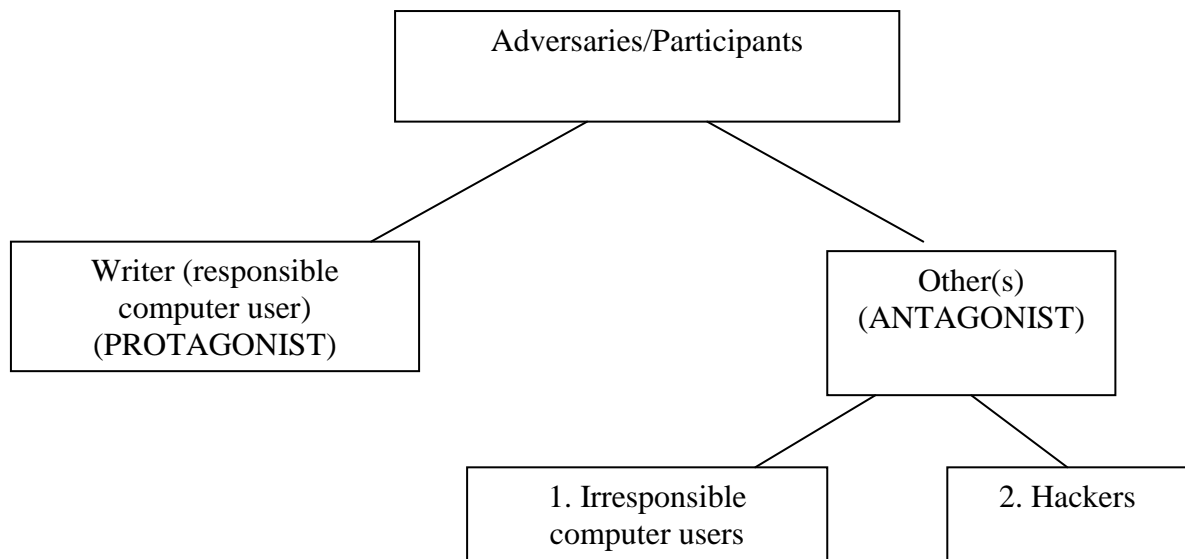 Adversaries/Participants
Writer (responsible
computer user)
(PROTAGONIST)
Other(s)
(ANTAGONIST)
1. Irresponsible
computer users
2. Hackers